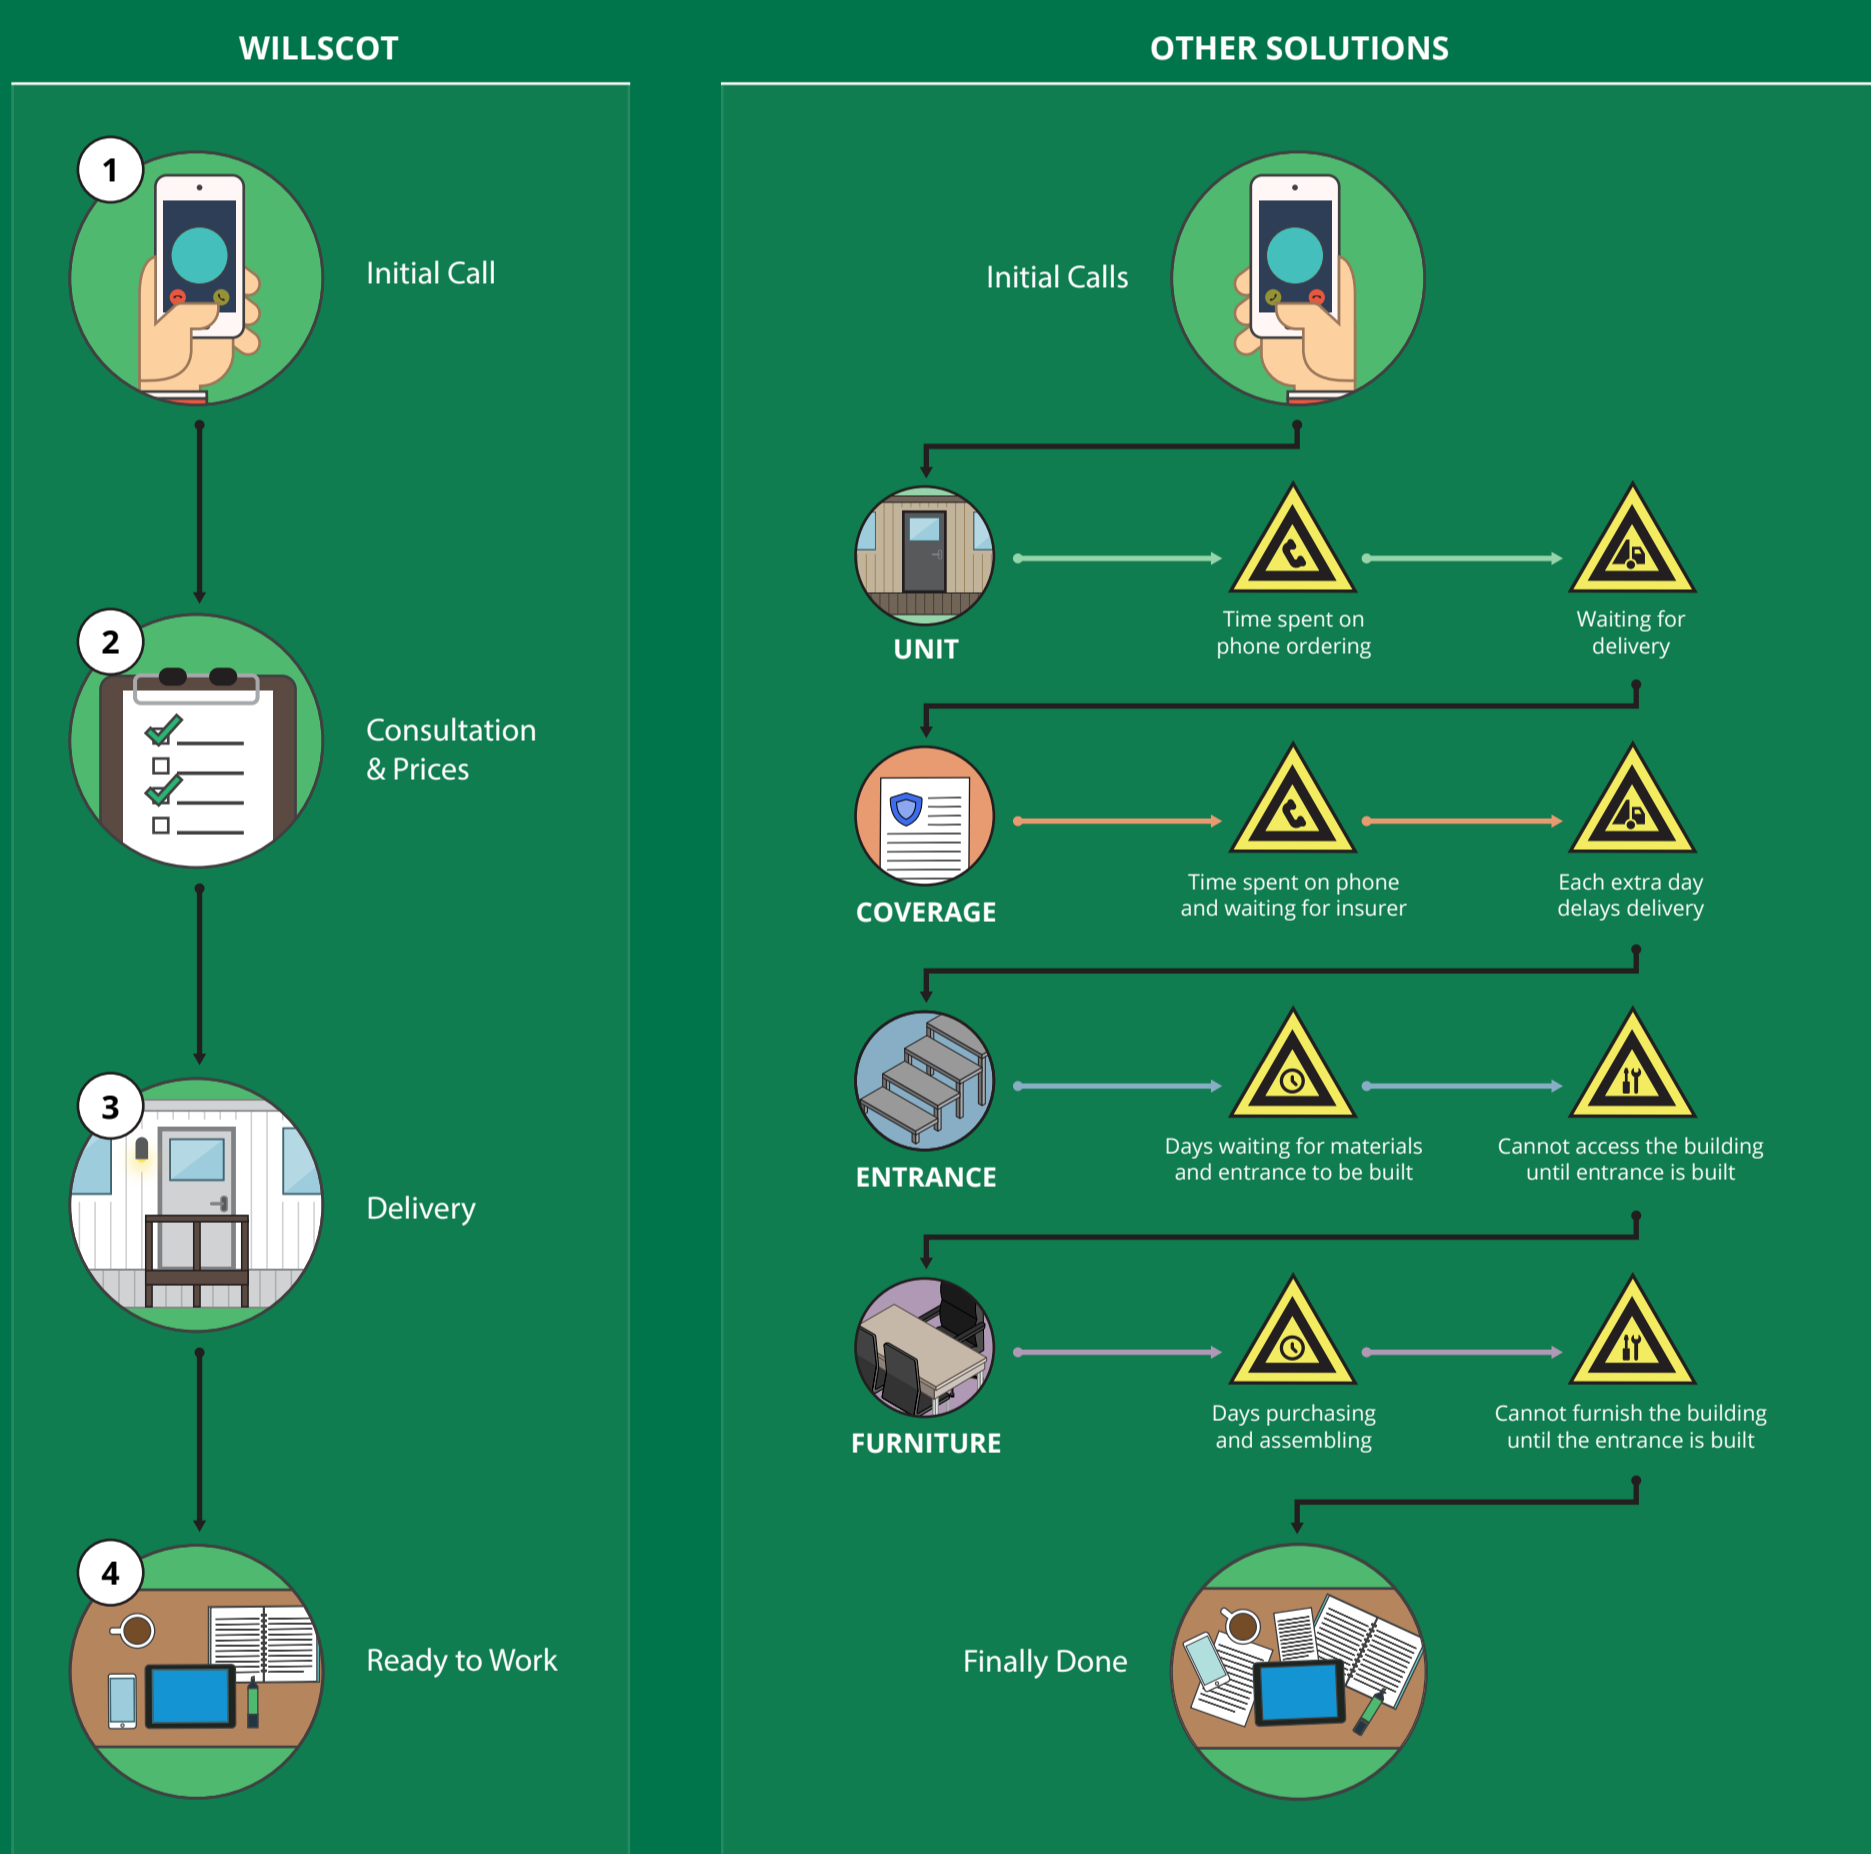 WILLSCOT
1
Initial Call
2
Consultation
& Prices
3
Delivery
4
Ready to Work
OTHER SOLUTIONS
Initial Calls
UNIT
Time spent on
phone ordering
Waiting for
delivery
COVERAGE
Time spent on phone
and waiting for insurer
Each extra day
delays delivery
ENTRANCE
Days waiting for materials
and entrance to be built
Cannot access the building
until entrance is built
FURNITURE
Days purchasing
and assembling
Cannot furnish the building
until the entrance is built
Finally Done